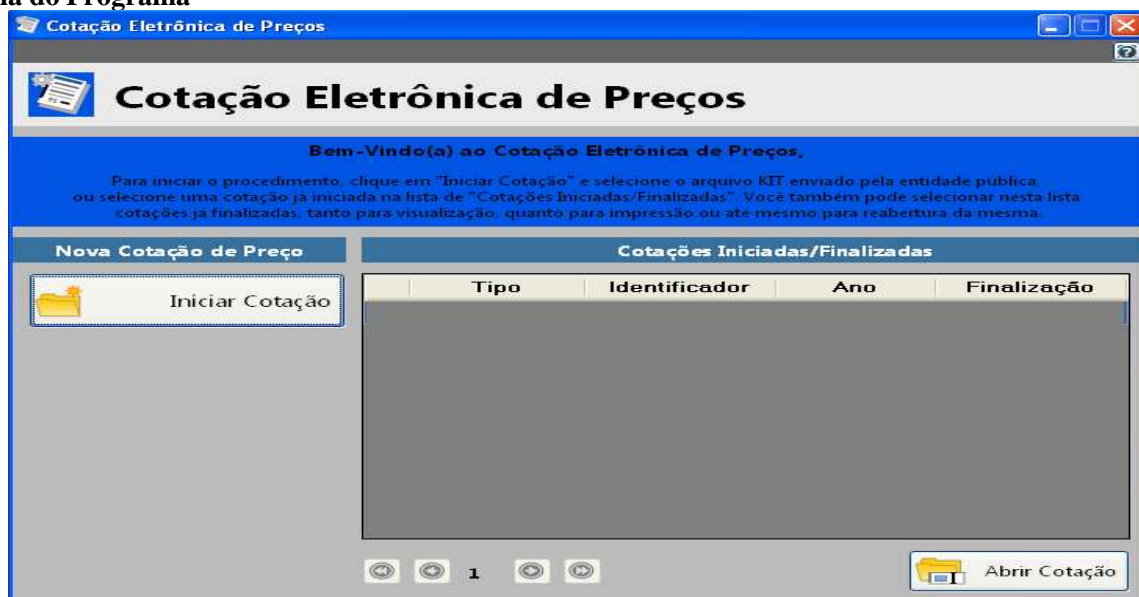 do Programa
Cotação Eletrônica de Preços
Cotação Eletrônica de Preços
Bem-Vindo(a) ao Cotação Eletrônica de Preços,
Para iniciar o procedimento, clique em "Iniciar Cotação" e selecione o arquivo KIT enviado pela entidade pública,
ou selecione uma cotação já iniciada na lista de "Cotações Iniciadas/Finalizadas". Você também pode selecionar nesta lista
cotações já finalizadas, tanto para visualização, quanto para impressão ou até mesmo para reabertura da mesma.
Nova Cotação de Preço
Cotações Iniciadas/Finalizadas
Iniciar Cotação
Tipo Identificador Ano Finalização
1
Abrir Cotação